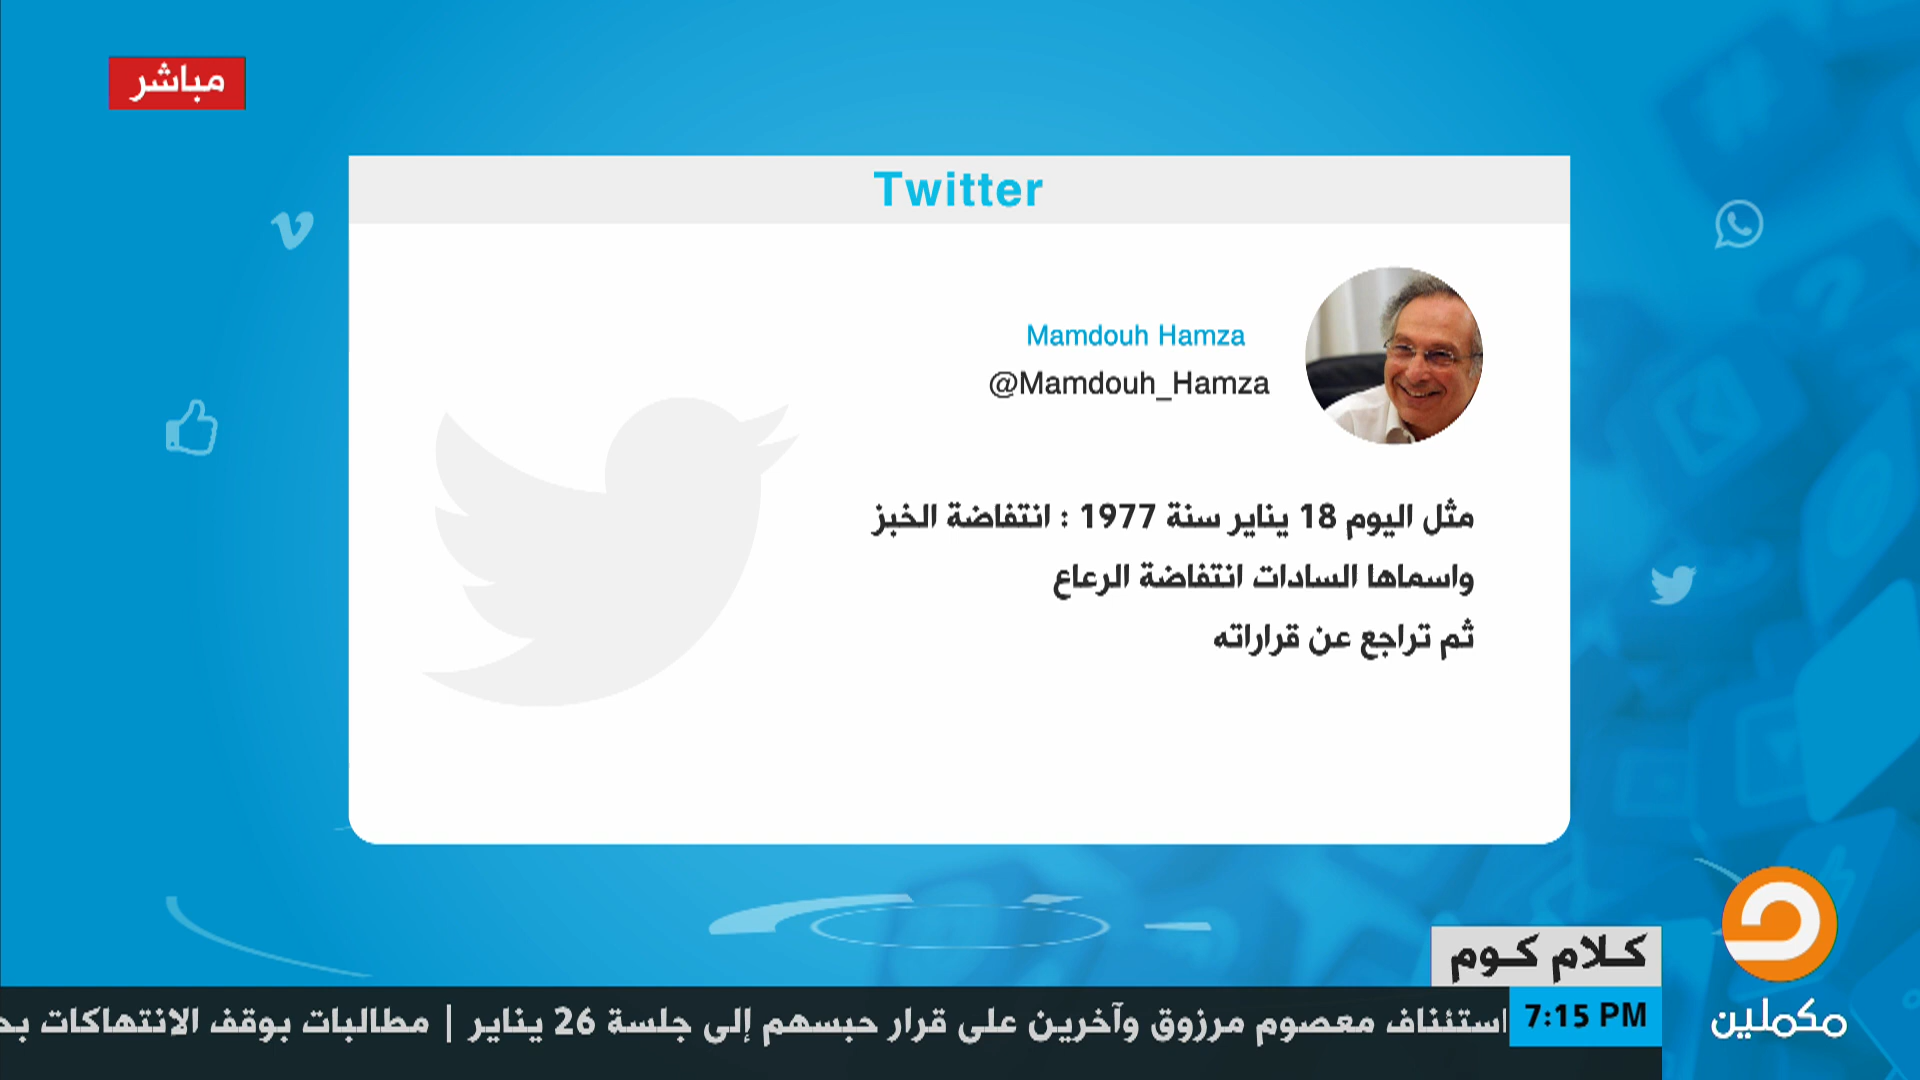 مباشر
Twitter
Mamdouh Hamza
@Mamdouh_Hamza
مثل اليوم 18 يناير سنة 1977 : انتفاضة الخبز
واسماها السادات انتفاضة الرعاع
ثم تراجع عن قراراته
كلام كوم
7:15 PM
استئناف معصوم مرزوق وآخرين على قرار حبسهم إلى جلسة 26 يناير | مطالبات بوقف الانتهاكات
مكملين